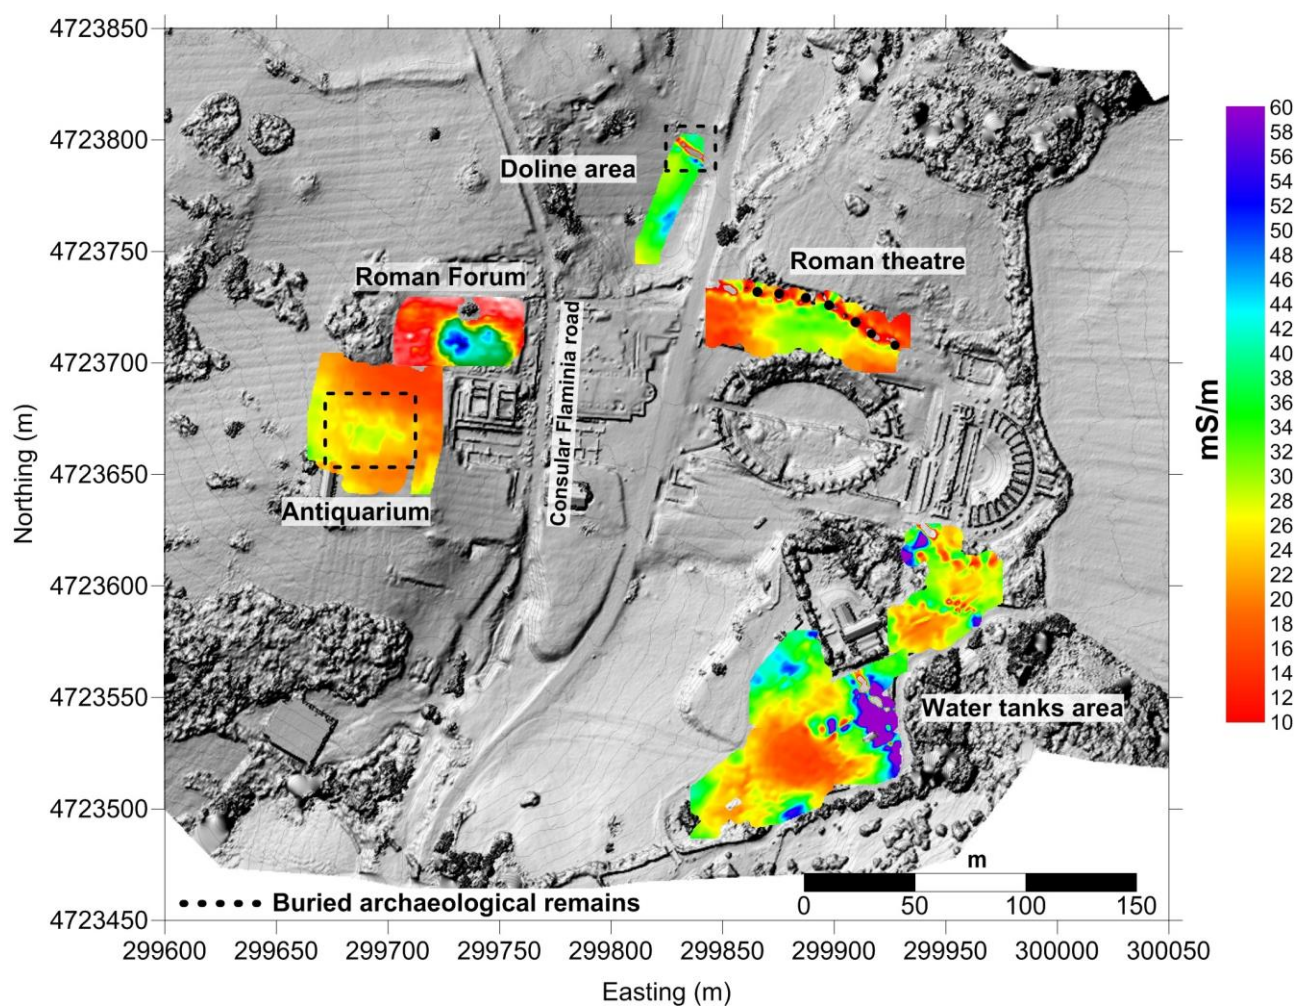 4723850
4723800
4723750
4723700
4723650
4723600
4723550
4723500
4723450
Northing (m)
Doline area
Roman Forum
Roman theatre
Consular Flaminia road
Antiquarium
Water tanks area
Buried archaeological remains
m
0 50 100 150
299600 299650 299700 299750 299800 299850 299900 299950 300000 300050
Easting (m)
mS/m
60
58
56
54
52
50
48
46
44
42
40
38
36
34
32
30
28
26
24
22
20
18
16
14
12
10